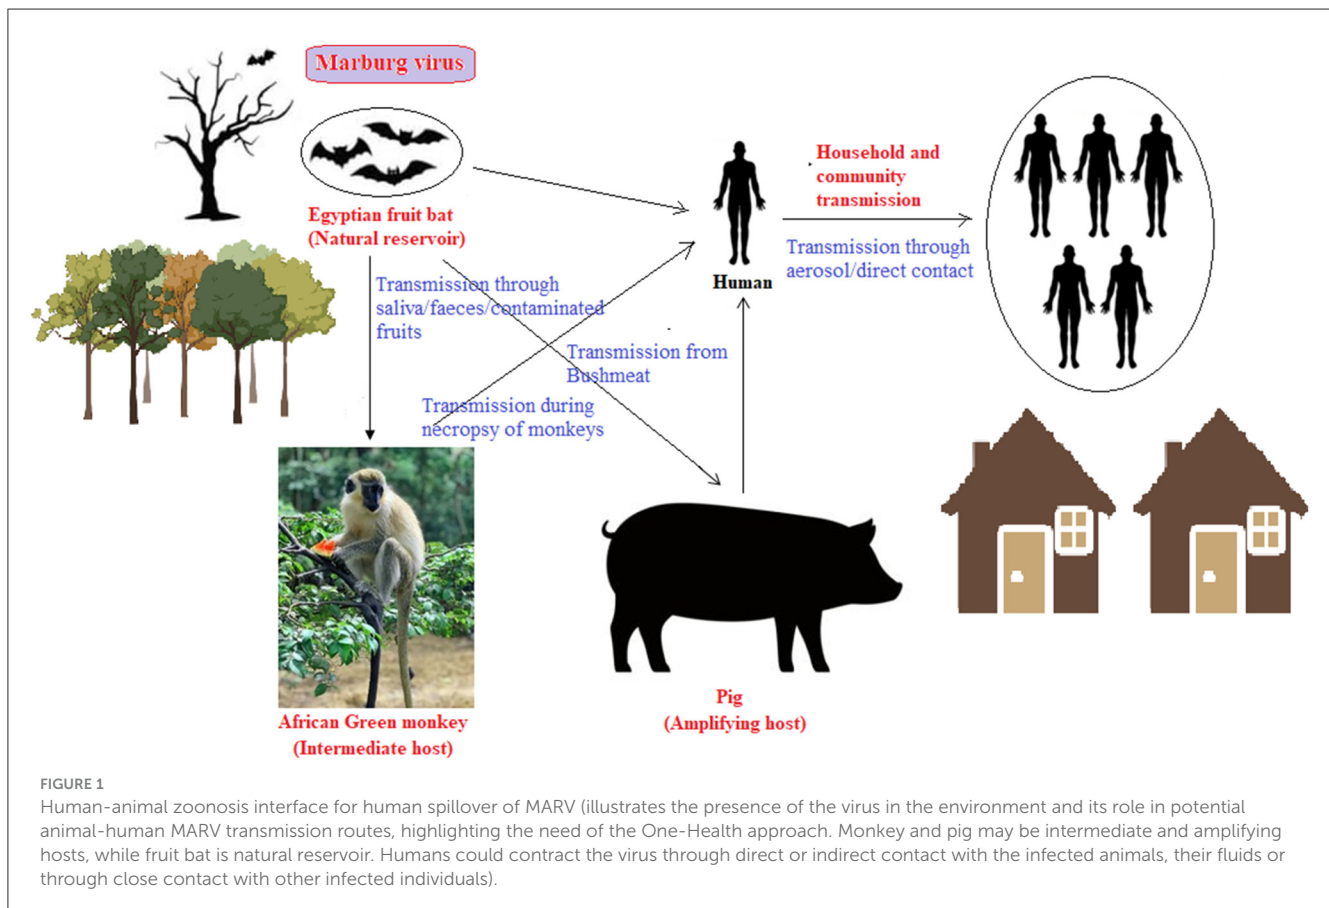 Marburg virus
Egyptian fruit bat
(Natural reservoir)
Transmission through
saliva/faeces/contaminated
fruits
Transmission from
Bushmeat
Transmission during
necropsy of monkeys
Human
Household and
community
transmission
Transmission through
aerosol/direct contact
African Green monkey
(Intermediate host)
Pig
(Amplifying host)
FIGURE 1
Human-animal zoonosis interface for human spillover of MARV (illustrates the presence of the virus in the environment and its role in potential
animal-human MARV transmission routes, highlighting the need of the One-Health approach. Monkey and pig may be intermediate and amplifying
hosts, while fruit bat is natural reservoir. Humans could contract the virus through direct or indirect contact with the infected animals, their fluids or
through close contact with other infected individuals).